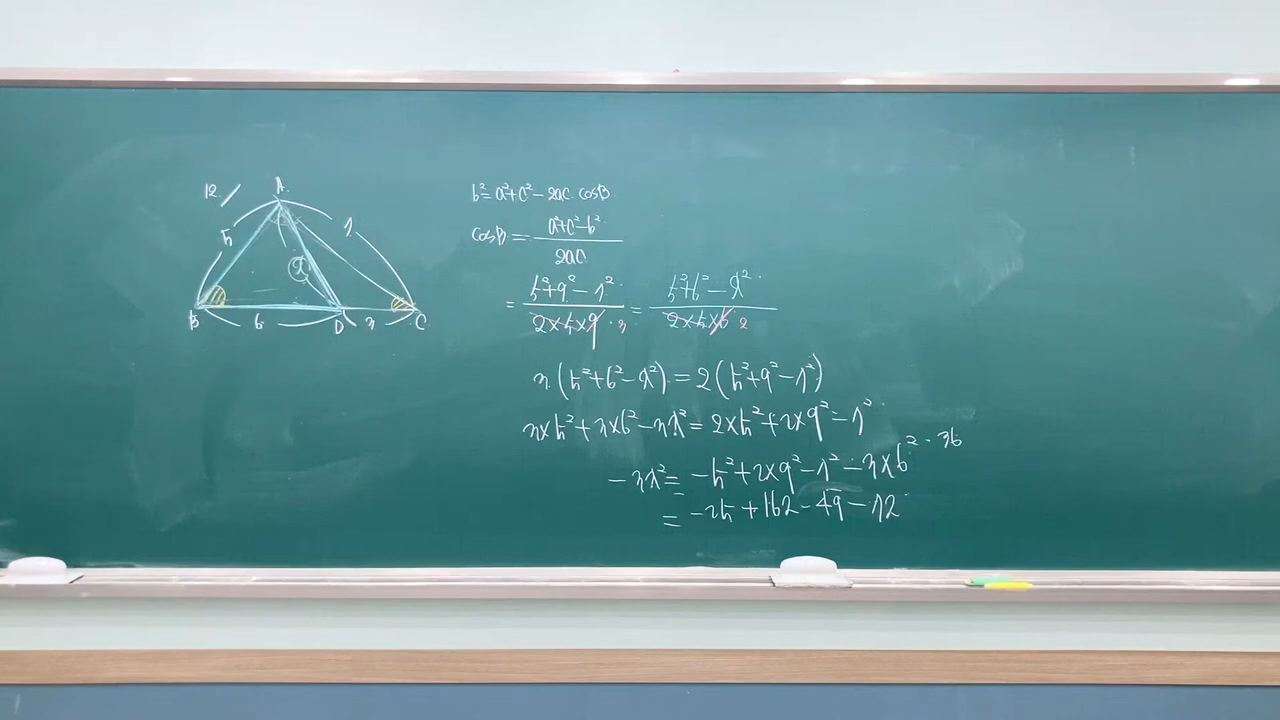 12/
A
5
7
x
B
6
D
3
C
b²=a²+c²-2ac cosB
cosB = a²+c²-b² / 2ac
= 5²+9²-7² / 2×5×9 · 3 = 5²+6²-x² / 2×5×6 2
3(5²+6²-x²)=2(5²+9²-7²)
3×5²+3×6²-3x²=2×5²+2×9²-7²
-3x²= -5²+2×9²-7²-3×6² · 36
= -25+162-49-72